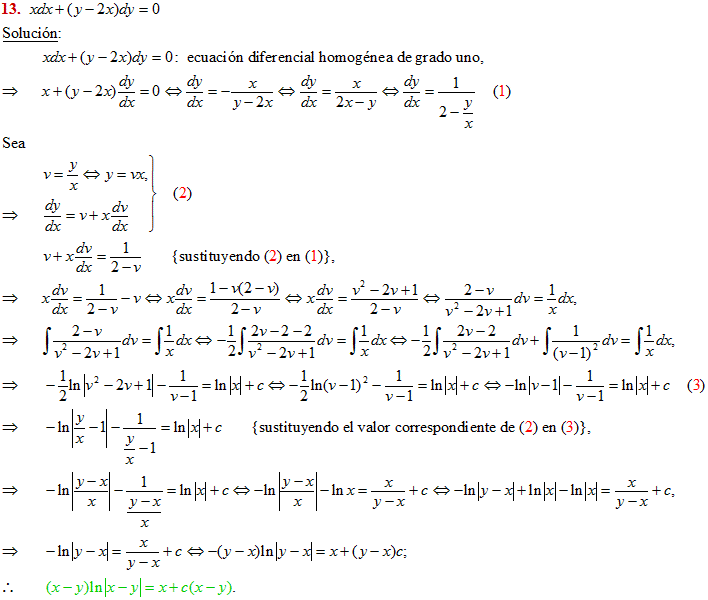 13. xdx + (y − 2x)dy = 0
Solución:
xdx + (y − 2x)dy = 0: ecuación diferencial homogénea de grado uno,
⇒ x + (y − 2x) dy/dx = 0 ⇔ dy/dx = − x/(y − 2x) ⇔ dy/dx = x/(2x − y) ⇔ dy/dx = 1/(2 − y/x) (1)
Sea
v = y/x ⇔ y = vx,
⇒ dy/dx = v + x dv/dx } (2)
v + x dv/dx = 1/(2 − v) {sustituyendo (2) en (1)},
⇒ x dv/dx = 1/(2 − v) − v ⇔ x dv/dx = (1 − v(2 − v))/(2 − v) ⇔ x dv/dx = (v² − 2v + 1)/(2 − v) ⇔ (2 − v)/(v² − 2v + 1) dv = 1/x dx,
⇒ ∫ (2 − v)/(v² − 2v + 1) dv = ∫ 1/x dx ⇔ − 1/2 ∫ (2v − 2 − 2)/(v² − 2v + 1) dv = ∫ 1/x dx ⇔ − 1/2 ∫ (2v − 2)/(v² − 2v + 1) dv + ∫ 1/(v − 1)² dv = ∫ 1/x dx,
⇒ − 1/2 ln|v² − 2v + 1| − 1/(v − 1) = ln|x| + c ⇔ − 1/2 ln(v − 1)² − 1/(v − 1) = ln|x| + c ⇔ −ln|v − 1| − 1/(v − 1) = ln|x| + c (3)
⇒ −ln|y/x − 1| − 1/(y/x − 1) = ln|x| + c {sustituyendo el valor correspondiente de (2) en (3)},
⇒ −ln|(y − x)/x| − 1/((y − x)/x) = ln|x| + c ⇔ −ln|(y − x)/x| − ln x = x/(y − x) + c ⇔ −ln|y − x| + ln|x| − ln|x| = x/(y − x) + c,
⇒ −ln|y − x| = x/(y − x) + c ⇔ −(y − x)ln|y − x| = x + (y − x)c;
∴ (x − y)ln|x − y| = x + c(x − y).